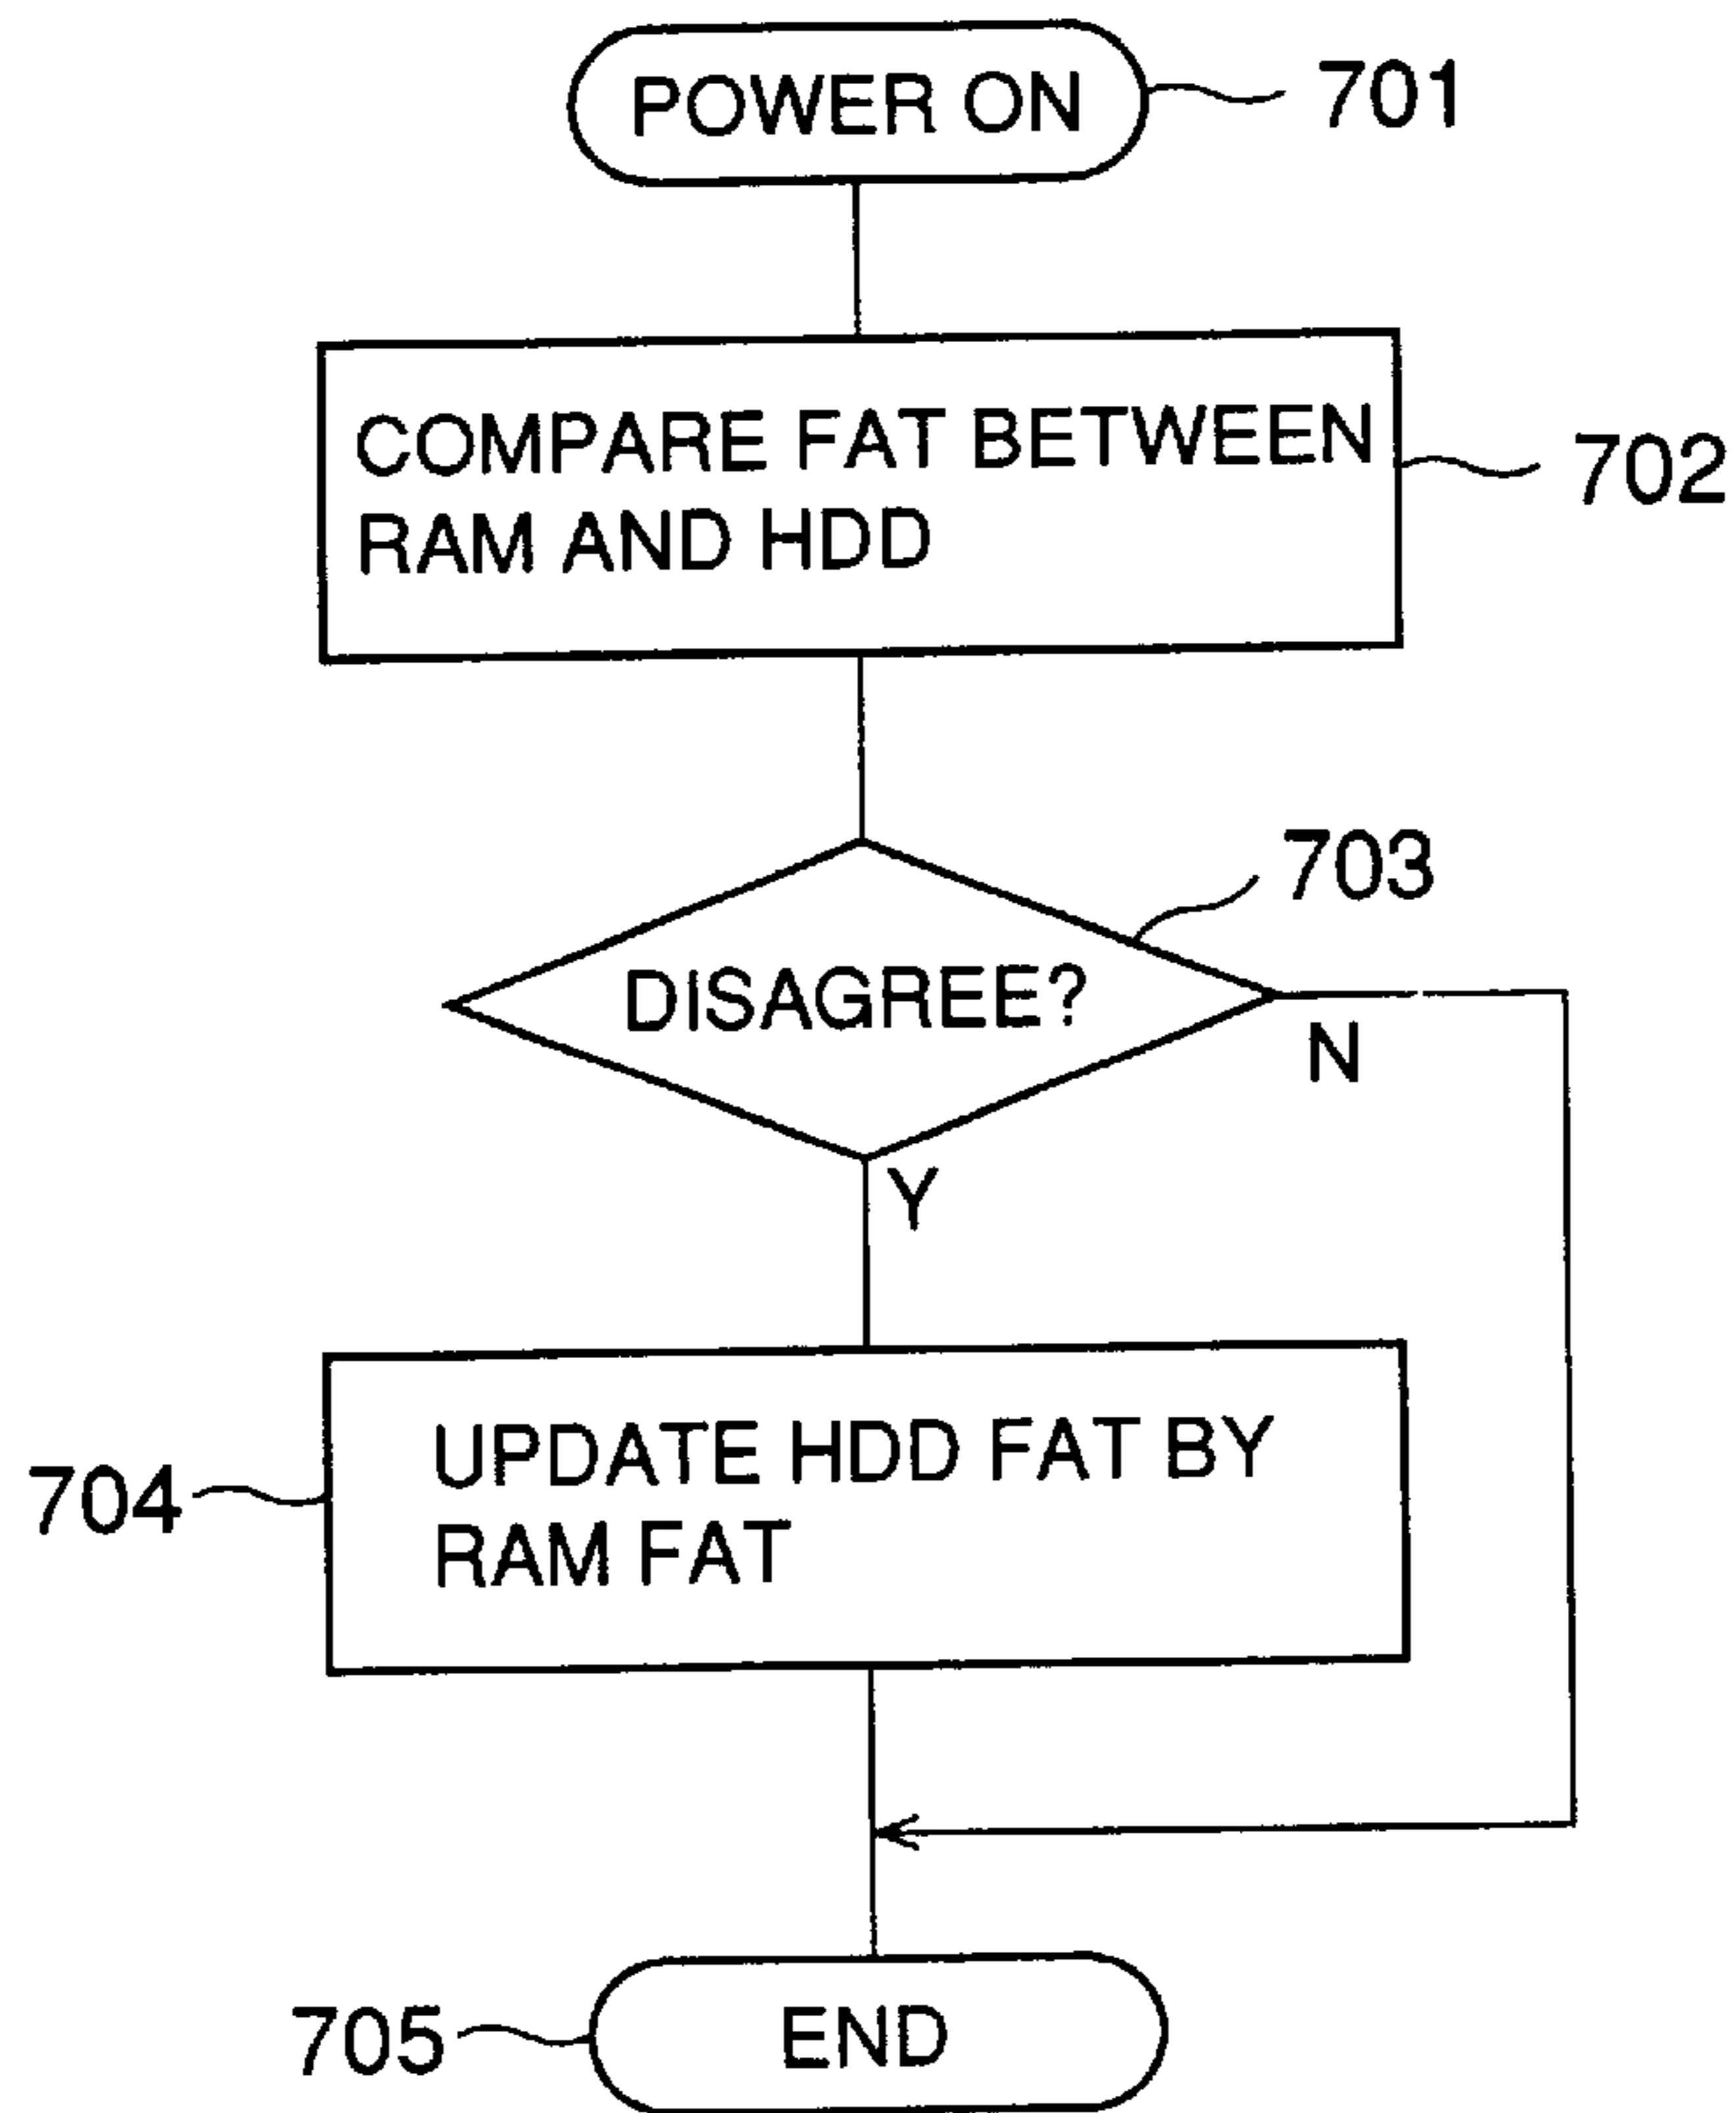 POWER ON
701
COMPARE FAT BETWEEN
RAM AND HDD
702
703
DISAGREE?
N
Y
UPDATE HDD FAT BY
RAM FAT
704
END
705